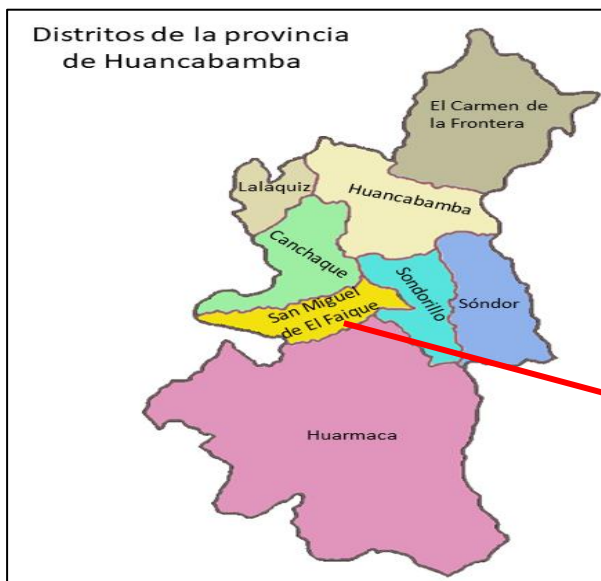 Distritos de la provincia
de Huancabamba
El Carmen de
la Frontera
Lalaquiz
Huancabamba
Canchaque
Sondorillo
Sóndor
San Miguel
de El Faique
Huarmaca